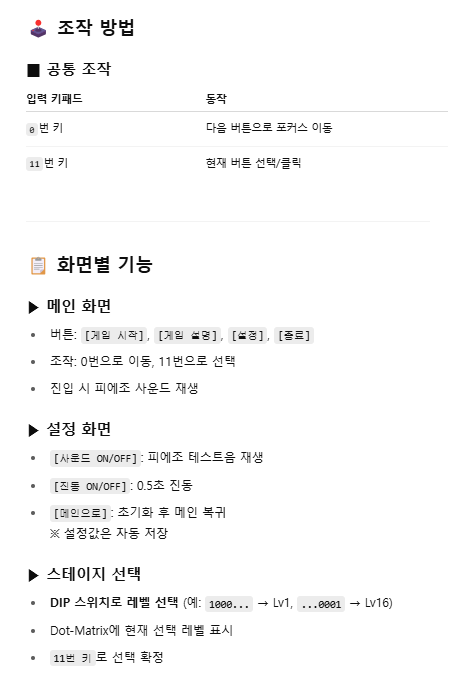 🕹️ 조작 방법
■ 공통 조작
입력 키패드 동작
0 번 키 다음 버튼으로 포커스 이동
11 번 키 현재 버튼 선택/클릭
📋 화면별 기능
▶ 메인 화면
• 버튼: [게임 시작], [게임 설명], [설정], [종료]
• 조작: 0번으로 이동, 11번으로 선택
• 진입 시 피에조 사운드 재생
▶ 설정 화면
• [사운드 ON/OFF]: 피에조 테스트음 재생
• [진동 ON/OFF]: 0.5초 진동
• [메인으로]: 초기화 후 메인 복귀
※ 설정값은 자동 저장
▶ 스테이지 선택
• DIP 스위치로 레벨 선택 (예: 1000... → Lv1, ...0001 → Lv16)
• Dot-Matrix에 현재 선택 레벨 표시
• 11번 키 로 선택 확정